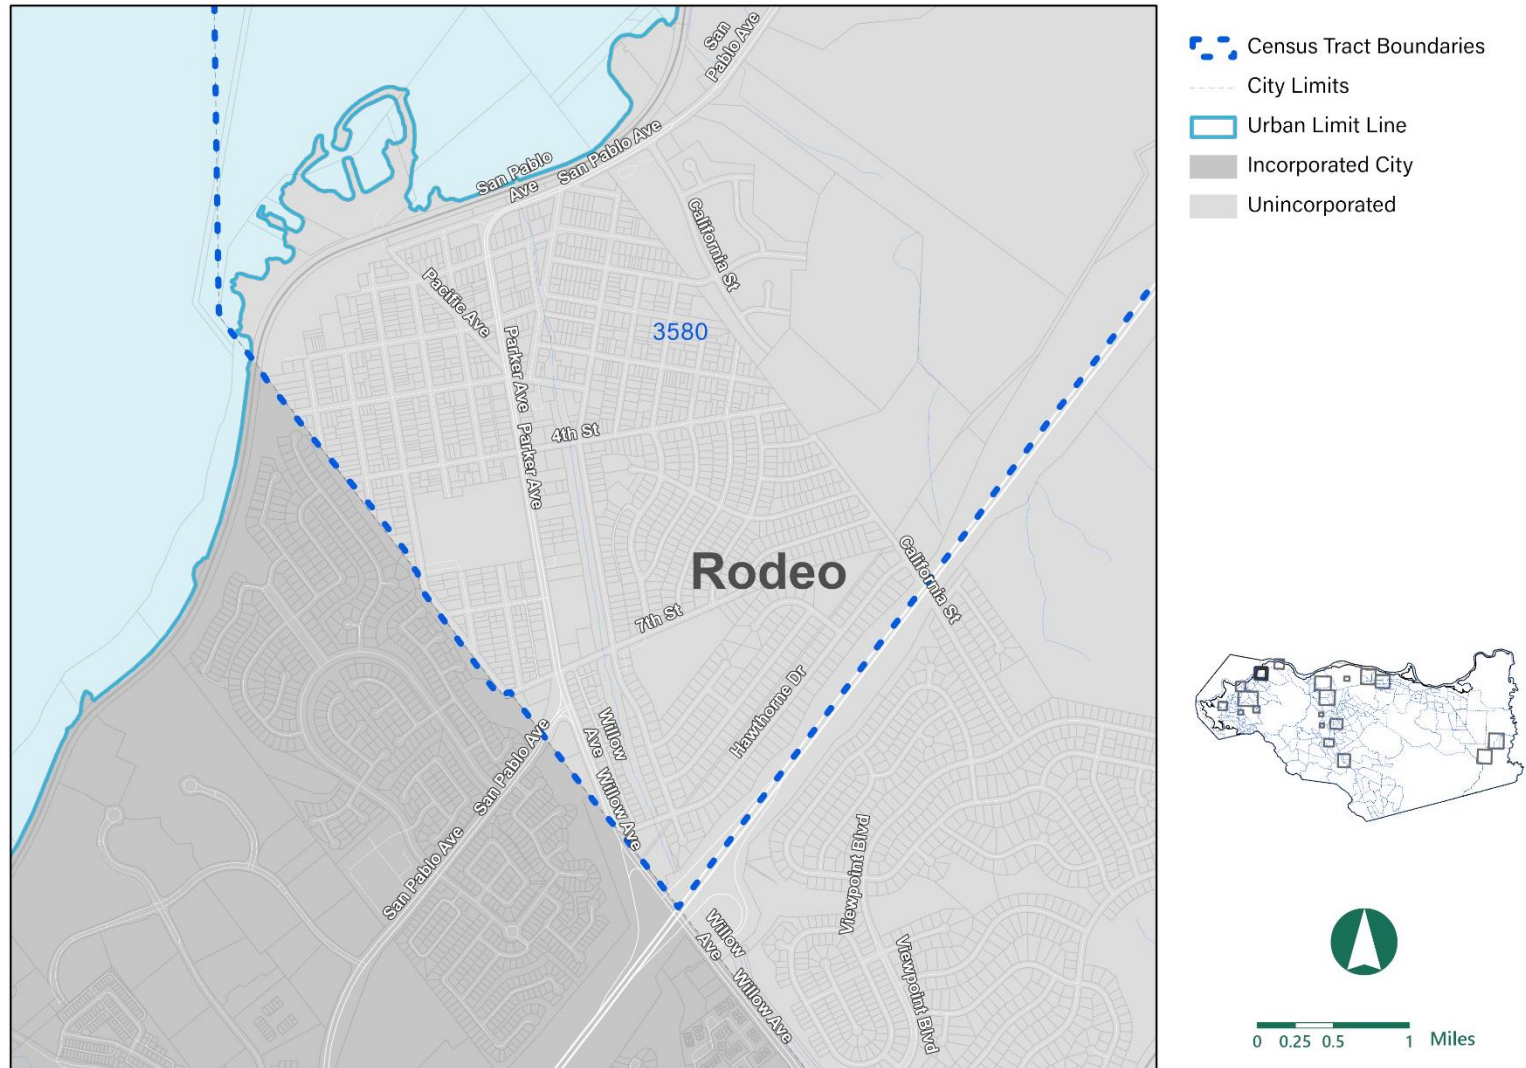 San
Pablo Ave
San Pablo
Ave
San Pablo Ave
California St
Pacific Ave
Parker Ave
3580
Parker Ave
4th St
Rodeo
California St
7th St
Hawthorne Dr
Willow
Ave
Willow Ave
San Pablo Ave
San Pablo Ave
Viewpoint Blvd
Willow
Ave
Willow Ave
Viewpoint Blvd
Census Tract Boundaries
City Limits
Urban Limit Line
Incorporated City
Unincorporated
0 0.25 0.5 1 Miles